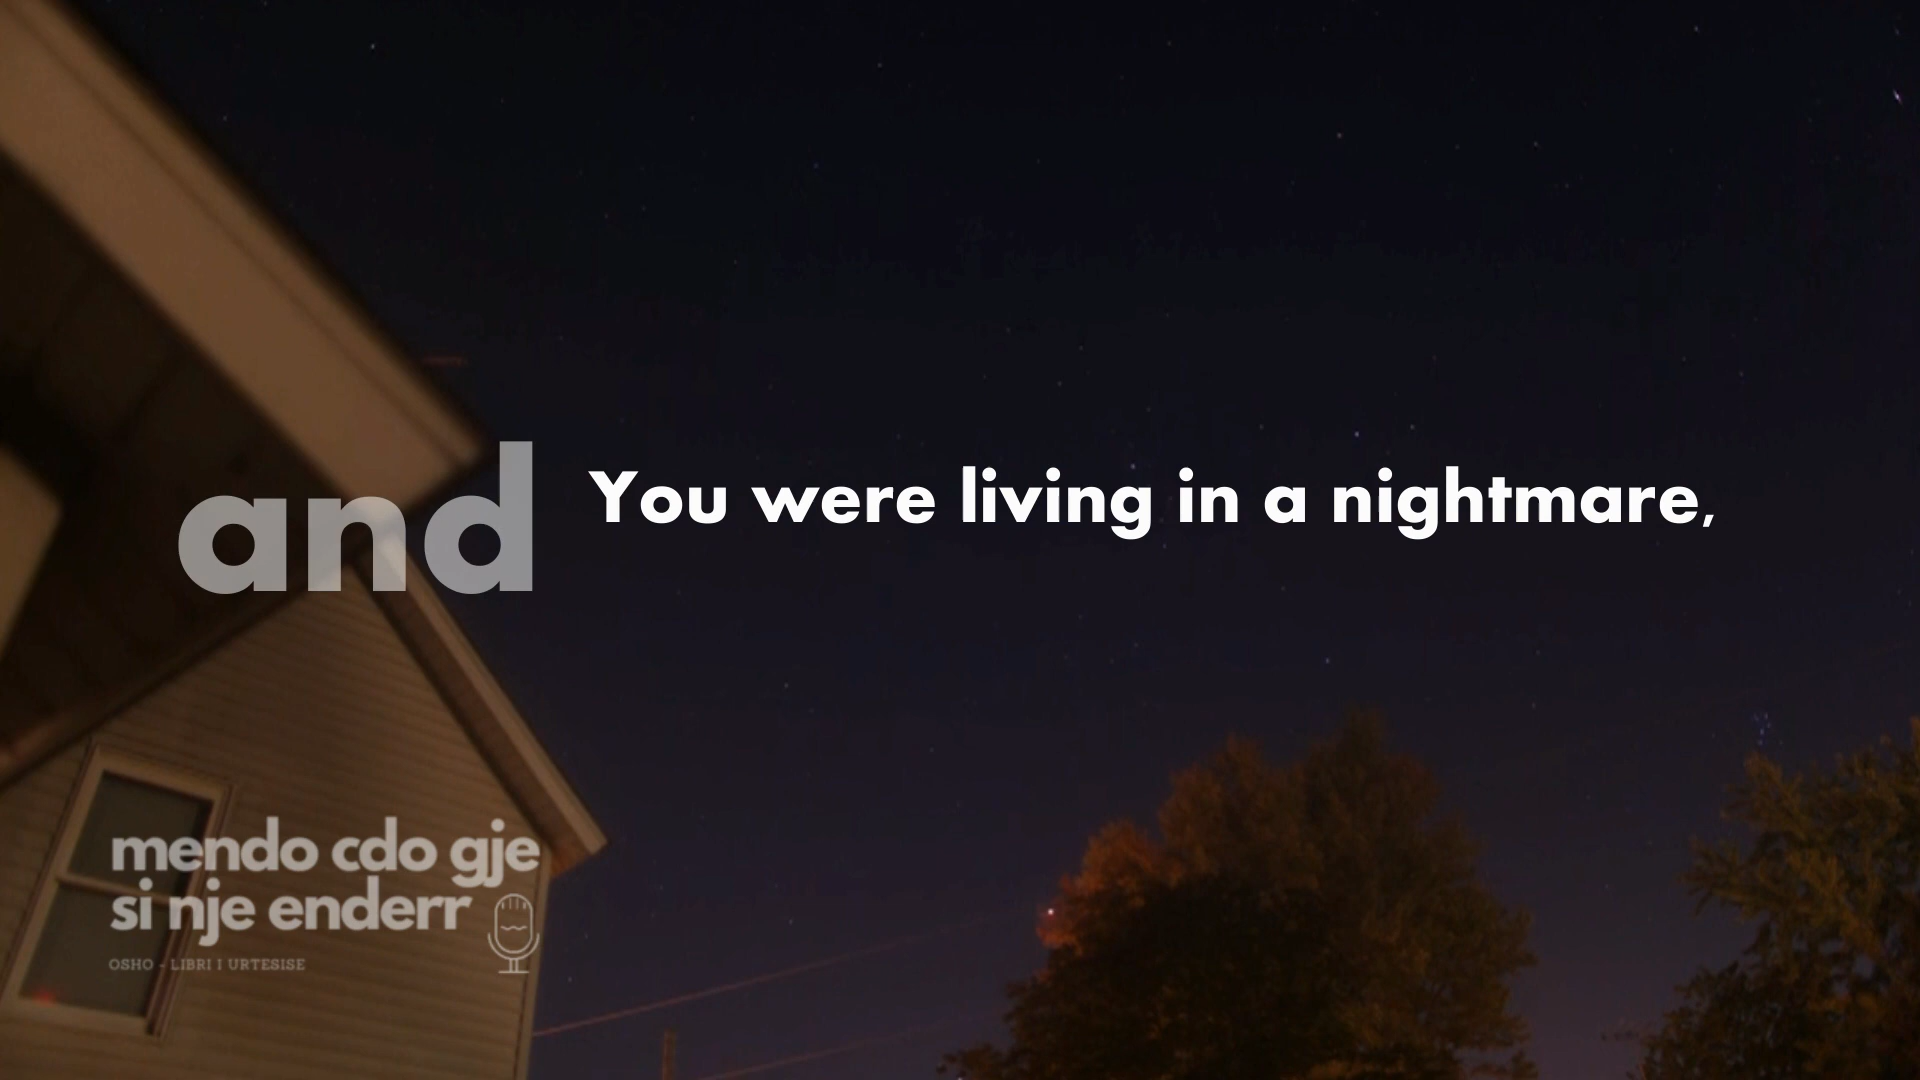 and
You were living in a nightmare,
mendo cdo gje
si nje enderr
OSHO - LIBRI I URTESISE